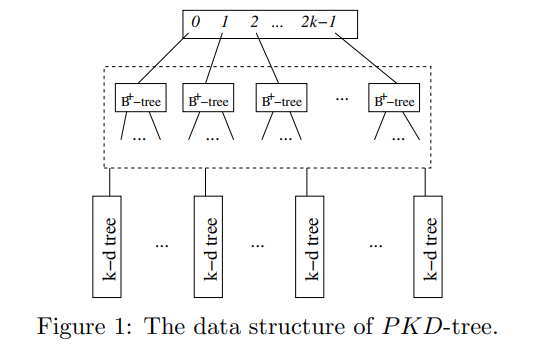 0 1 2 ... 2k−1
B+−tree B+−tree B+−tree ... B+−tree
... ... ... ...
k−d tree ... k−d tree ... k−d tree ... k−d tree
Figure 1: The data structure of PKD-tree.